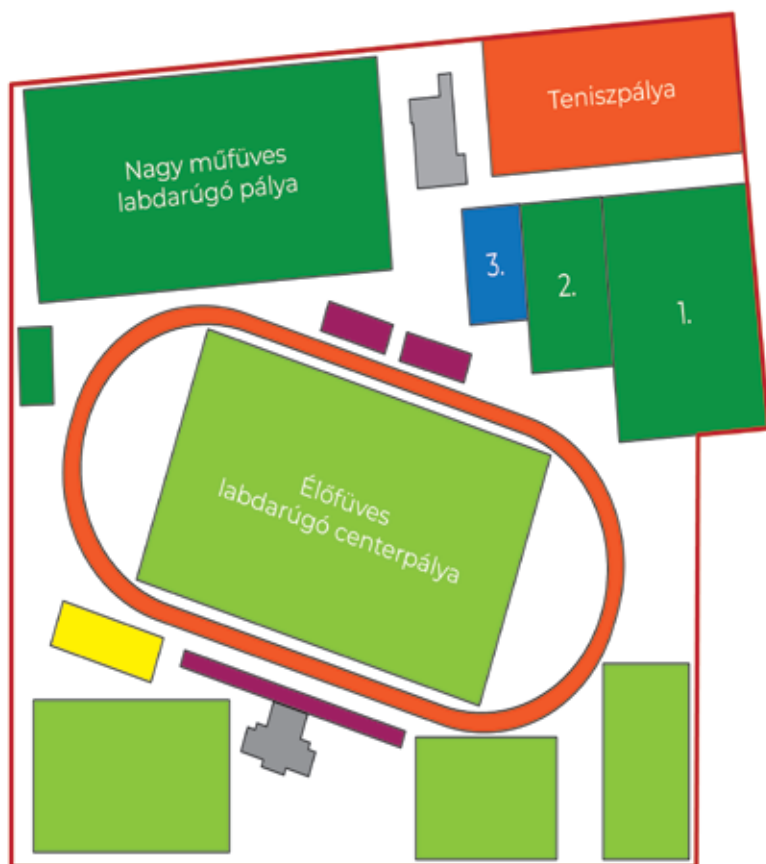 Teniszpálya
Nagy műfüves
labdarúgó pálya
3.
2.
1.
Élőfüves
labdarúgó centerpálya